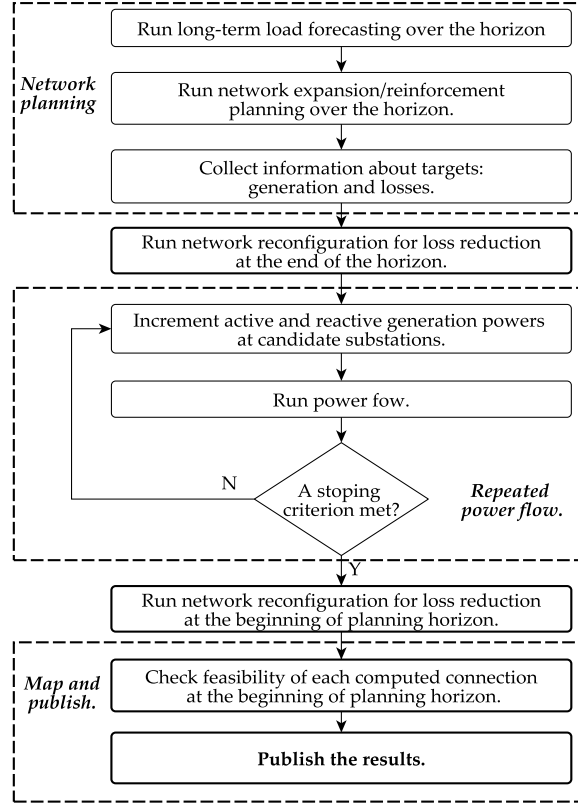 Run long-term load forecasting over the horizon
Network
planning
Run network expansion/reinforcement
planning over the horizon.
Collect information about targets:
generation and losses.
Run network reconfiguration for loss reduction
at the end of the horizon.
Increment active and reactive generation powers
at candidate substations.
Run power fow.
N
A stoping
criterion met?
Repeated
power flow.
Y
Run network reconfiguration for loss reduction
at the beginning of planning horizon.
Map and
publish.
Check feasibility of each computed connection
at the beginning of planning horizon.
Publish the results.